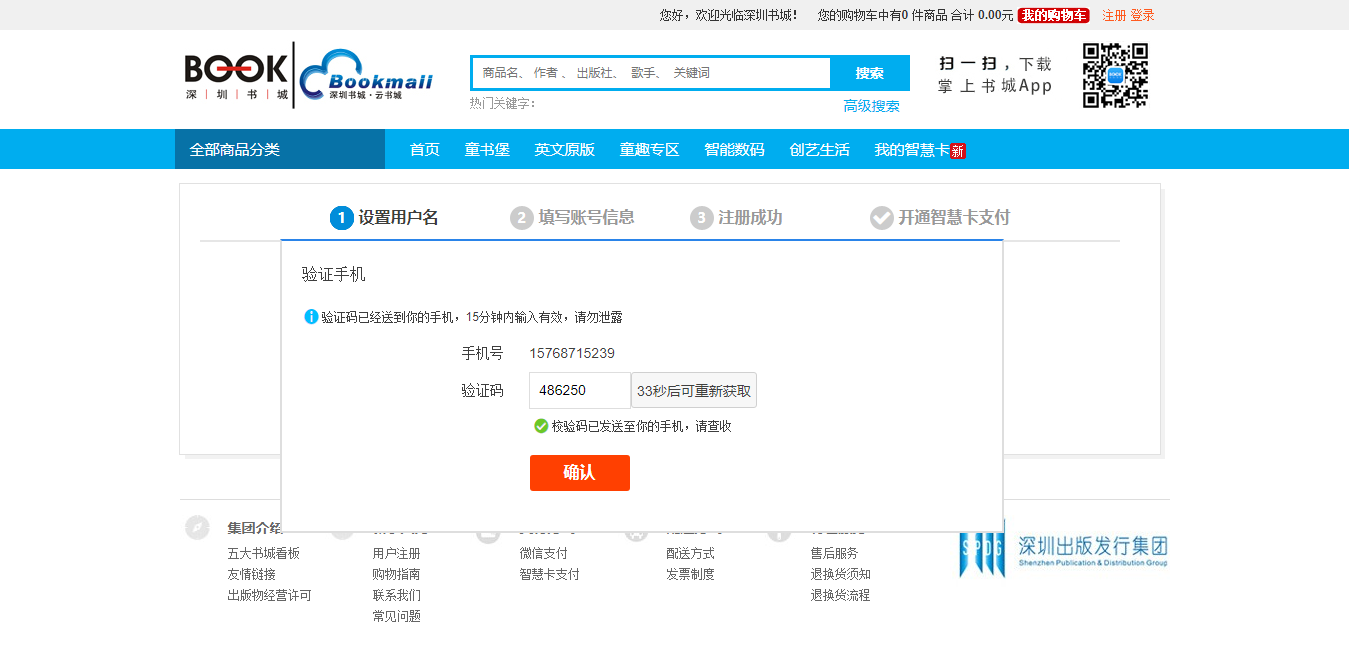 您好，欢迎光临深圳书城！ 您的购物车中有0 件商品 合计 0.00元 我的购物车 注册 登录
BOOK
深圳书城
Bookmall
深圳书城·云书城
商品名、 作者 、 出版社、 歌手、 关键词
搜索
热门关键字：
高级搜索
扫一扫，下载
掌上书城App
全部商品分类 首页 童书堡 英文原版 童趣专区 智能数码 创艺生活 我的智慧卡 新
1 设置用户名 2 填写账号信息 3 注册成功 开通智慧卡支付
验证手机
验证码已经送到你的手机，15分钟内输入有效，请勿泄露
手机号 15768715239
验证码 486250 33秒后可重新获取
校验码已发送至你的手机，请查收
确认
集团介绍
五大书城看板
友情链接
出版物经营许可
用户注册
购物指南
联系我们
常见问题
微信支付
智慧卡支付
配送方式
发票制度
售后服务
退换货须知
退换货流程
SPDG
深圳出版发行集团
Shenzhen Publication & Distribution Group